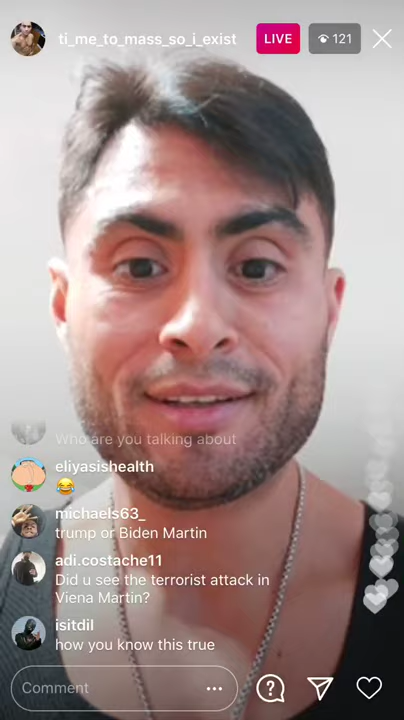 ti_me_to_mass_so_i_exist
LIVE
121
Who are you talking about
eliyasishealth
😂
michaels63_
trump or Biden Martin
adi.costache11
Did u see the terrorist attack in
Viena Martin?
isitdil
how you know this true
Comment